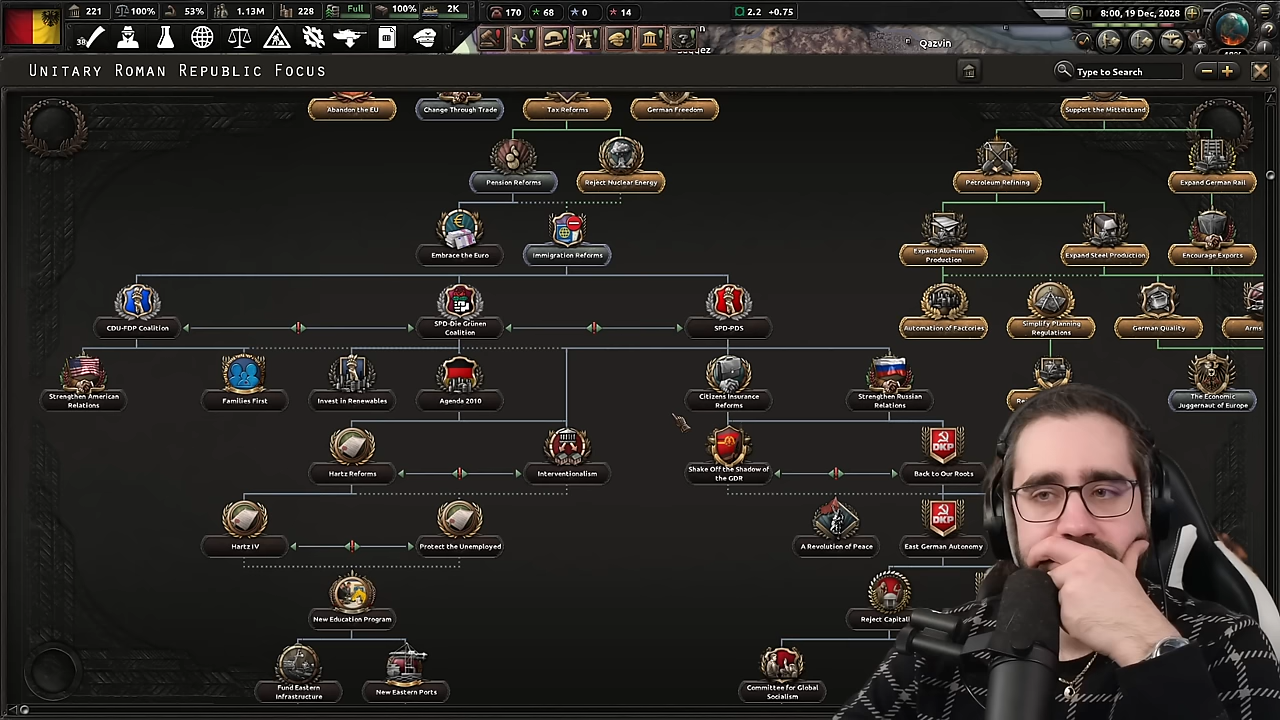 221
100%
53%
1.13M
228
Full
100%
2K
170
68
0
14
2.2 +0.75
8:00, 19 Dec, 2028
Qazvin
Unitary Roman Republic Focus
Type to Search
Abandon the EU
Change Through Trade
Tax Reforms
German Freedom
Support the Mittelstand
Pension Reforms
Reject Nuclear Energy
Petroleum Refining
Expand German Rail
Embrace the Euro
Immigration Reforms
Expand Aluminium
Production
Expand Steel Production
Encourage Exports
CDU-FDP Coalition
SPD-Die Grünen
Coalition
SPD-PDS
Automation of Factories
Simplify Planning
Regulations
German Quality
Arms
Strengthen American
Relations
Families First
Invest in Renewables
Agenda 2010
Citizens Insurance
Reforms
Strengthen Russian
Relations
The Economic
Juggernaut of Europe
Hartz Reforms
Interventionalism
Shake Off the Shadow of
the GDR
DKP
Back to Our Roots
Hartz IV
Protect the Unemployed
A Revolution of Peace
DKP
East German Autonomy
New Education Program
Reject Capital
Fund Eastern
Infrastructure
New Eastern Ports
Committee for Global
Socialism